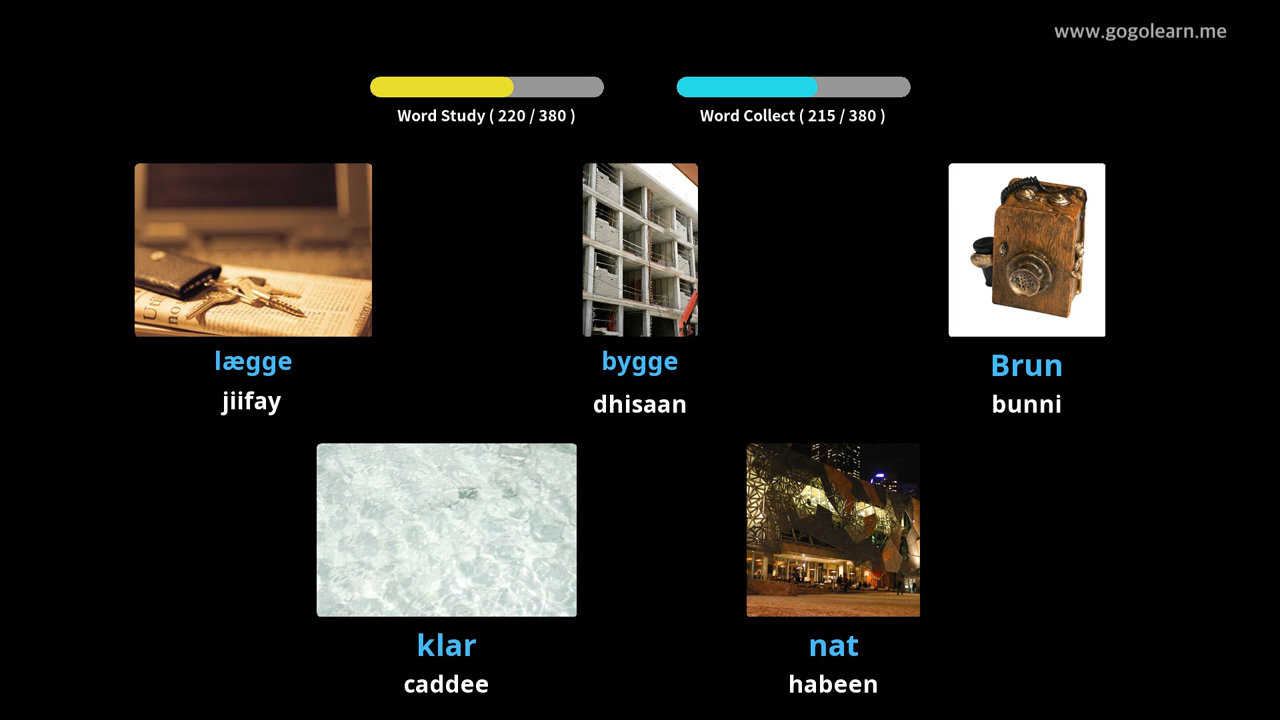 www.gogolearn.me
Word Study ( 220 / 380 )
Word Collect ( 215 / 380 )
lægge
jiifay
bygge
dhisaan
Brun
bunni
klar
caddee
nat
habeen